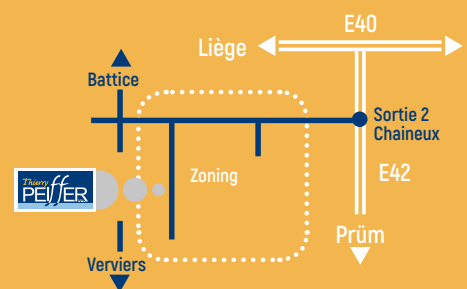 E40
Liège
Battice
Sortie 2
Chaineux
Zoning
E42
Thierry
PEIFFER
Prüm
Verviers